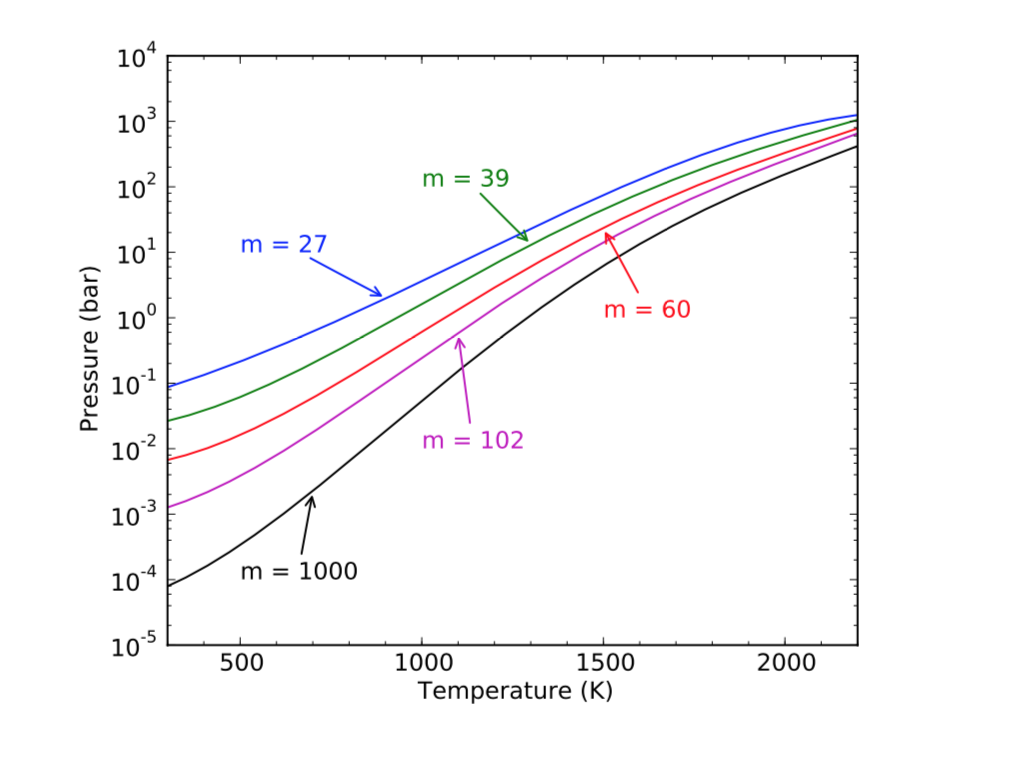 10^4
10^3
10^2
10^1
10^0
10^-1
10^-2
10^-3
10^-4
10^-5
Pressure (bar)
m = 39
m = 27
m = 60
m = 102
m = 1000
500 1000 1500 2000
Temperature (K)